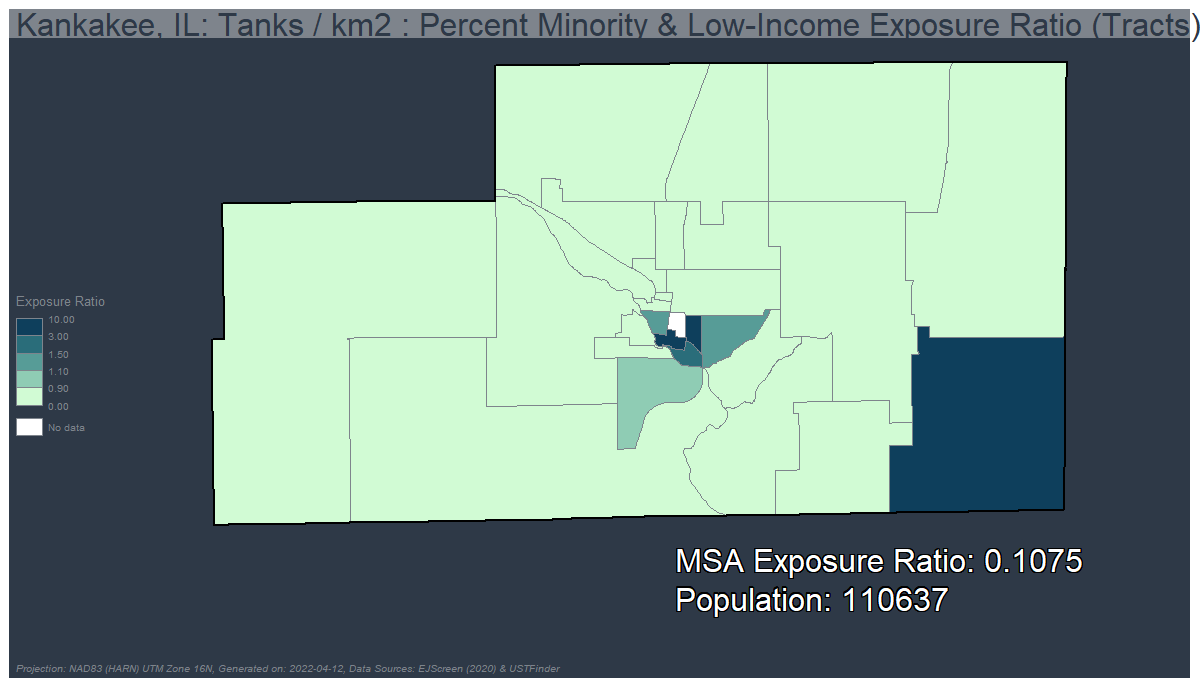 Kankakee, IL: Tanks / km2 : Percent Minority & Low-Income Exposure Ratio (Tracts)
Exposure Ratio
10.00
3.00
1.50
1.10
0.90
0.00
No data
MSA Exposure Ratio: 0.1075
Population: 110637
Projection: NAD83 (HARN) UTM Zone 16N, Generated on: 2022-04-12, Data Sources: EJScreen (2020) & USTFinder